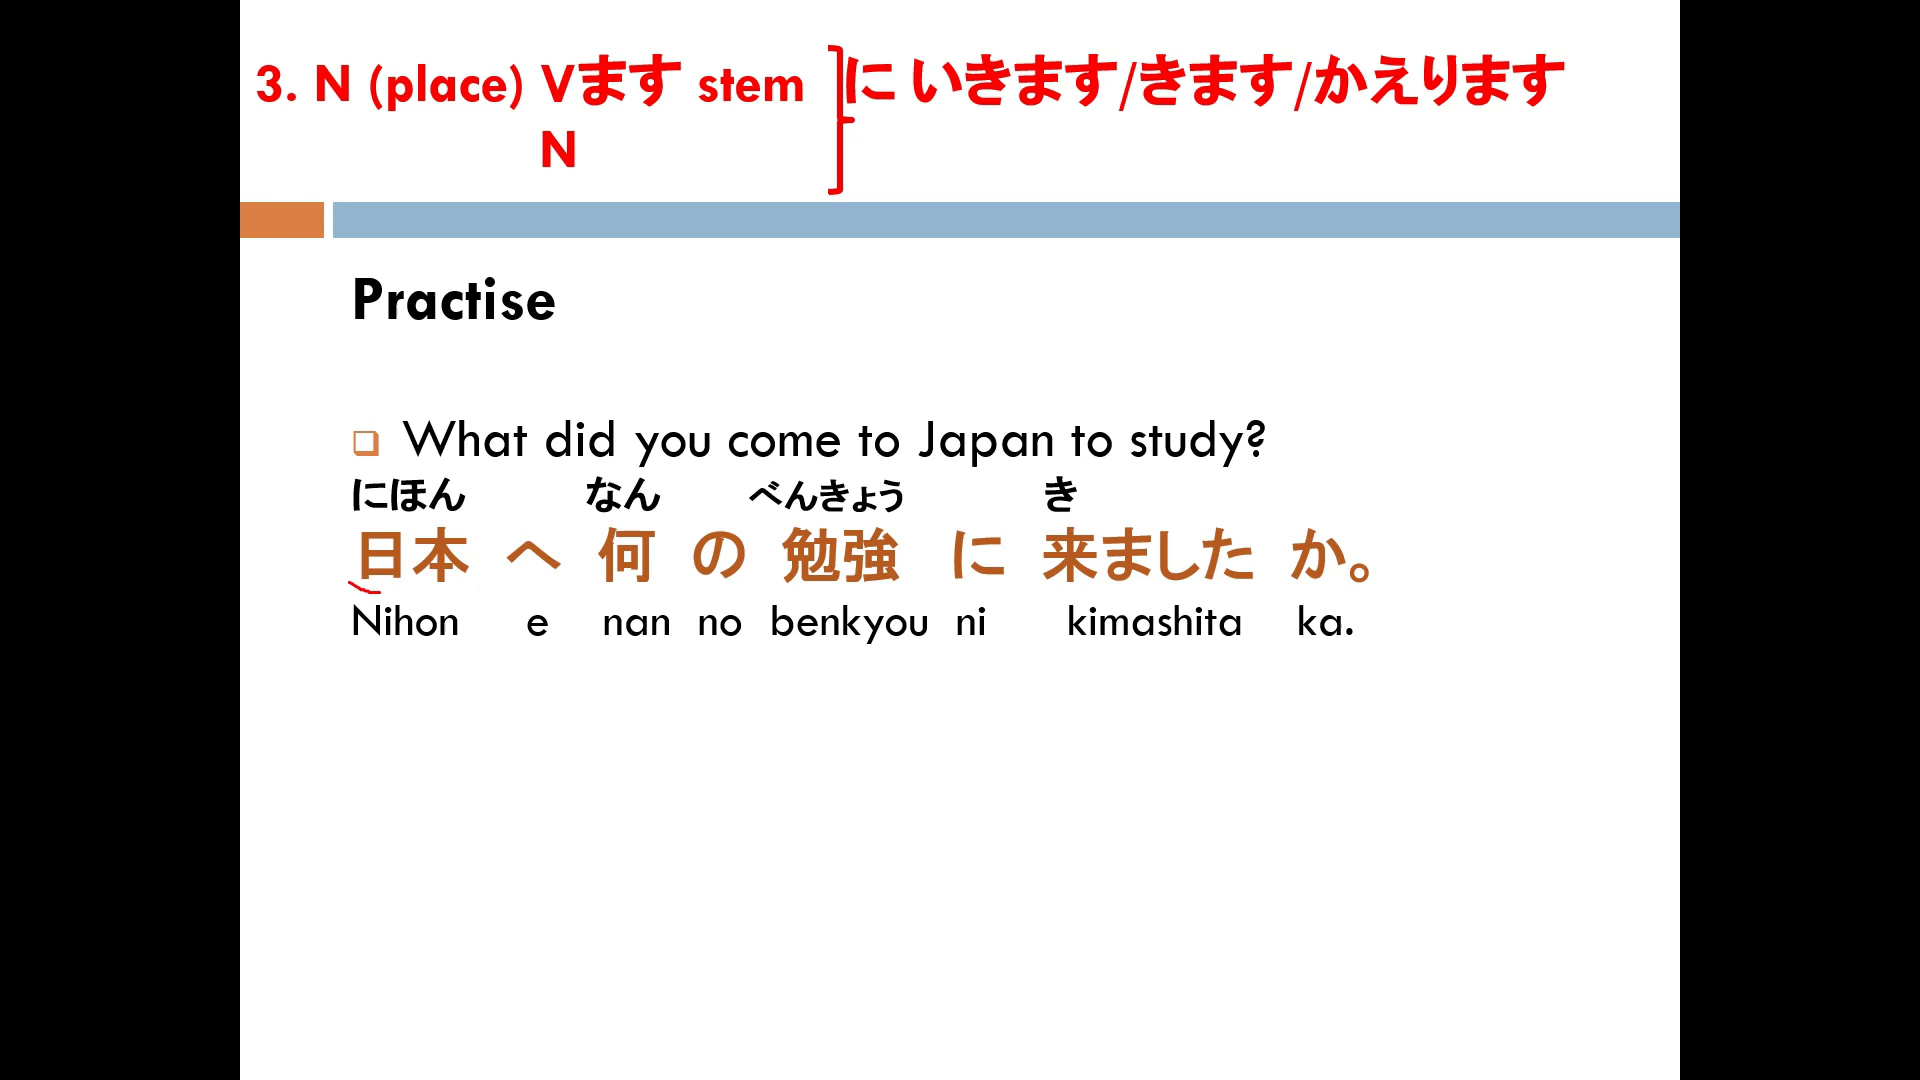 3. N (place) Vます stem に いきます/きます/かえります
N
Practise
What did you come to Japan to study?
にほん なん べんきょう き
日本 へ 何 の 勉強 に 来ました か。
Nihon e nan no benkyou ni kimashita ka.